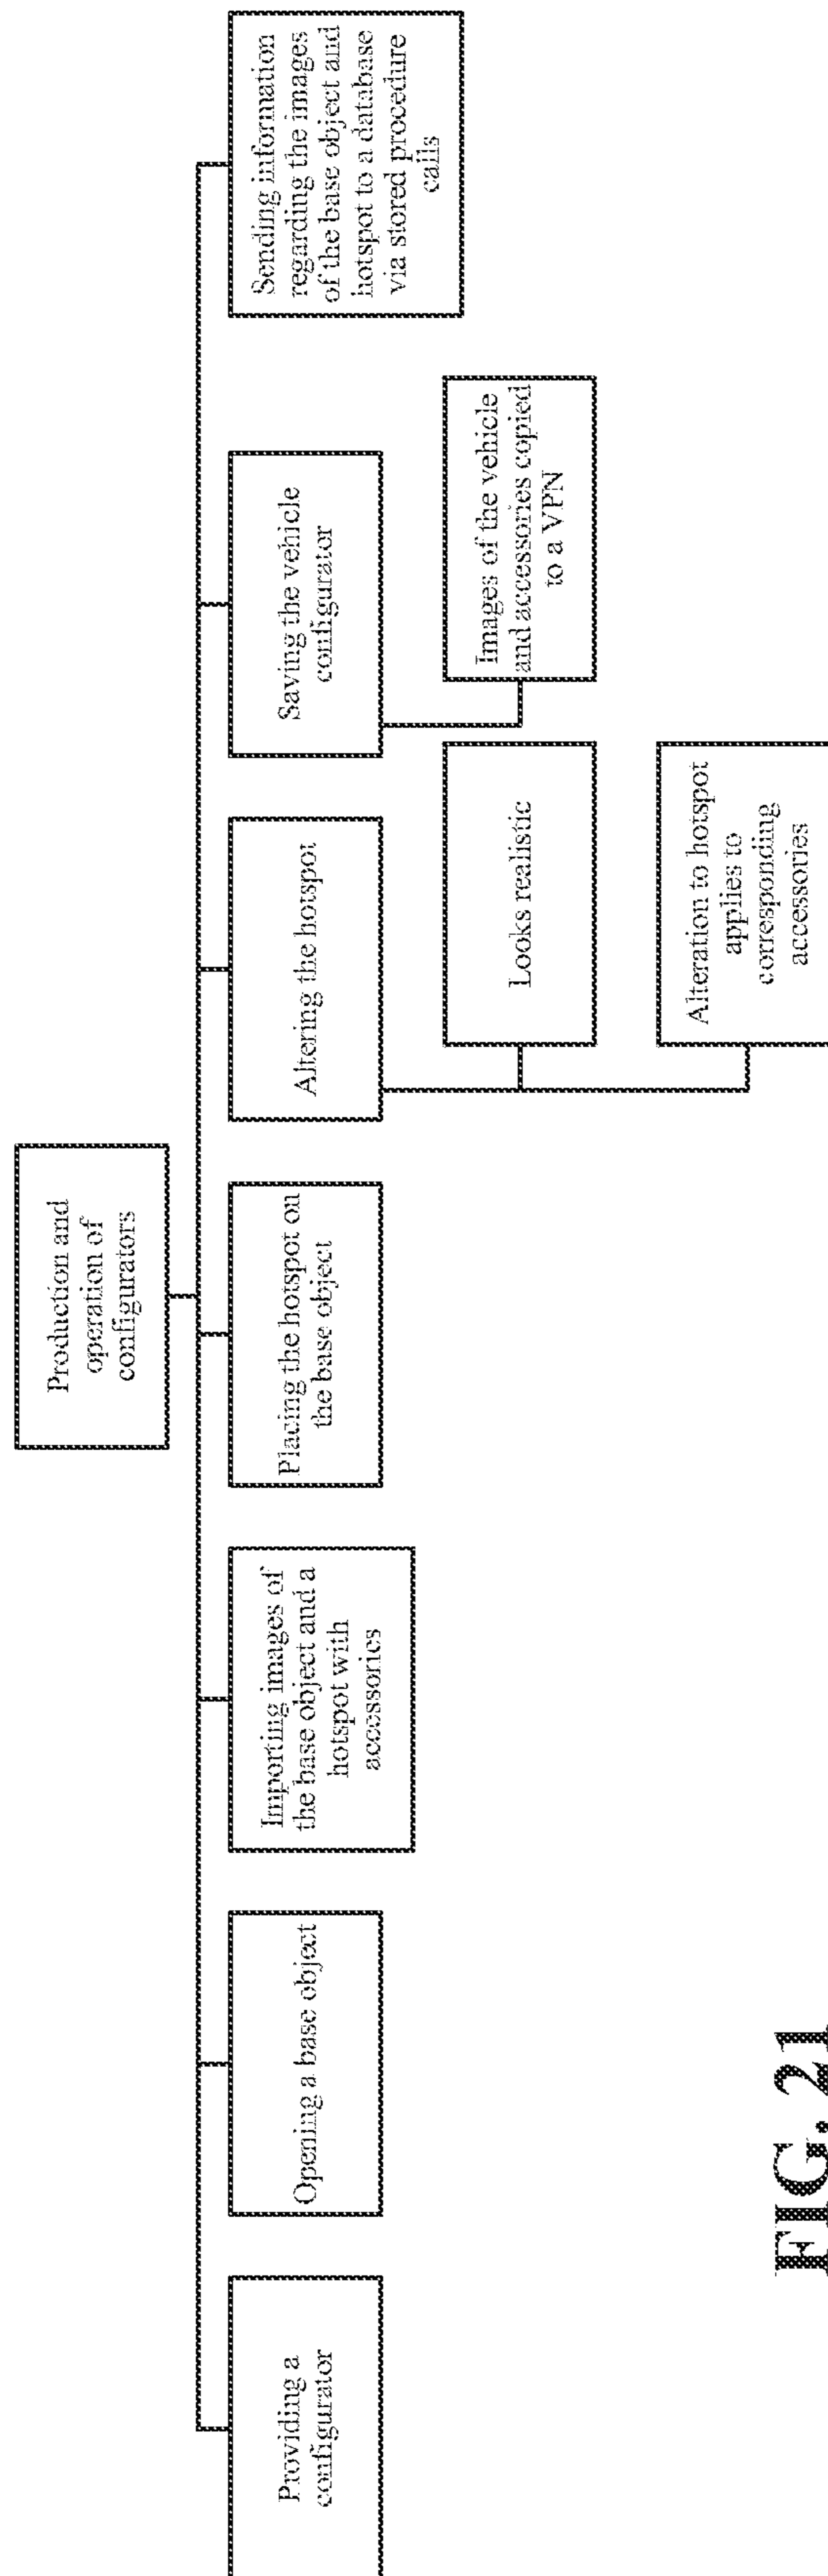 Production and
operation of
configurators
Providing a
configurator
Opening a base object
Importing images of
the base object and a
hotspot with
accessories
Placing the hotspot on
the base object
Altering the hotspot
Looks realistic
Alteration to hotspot
applies to
corresponding
accessories
Saving the vehicle
configurator
Images of the vehicle
and accessories copied
to a VPN
Sending information
regarding the images
of the base object and
hotspot to a database
via stored procedure
calls
FIG. 21